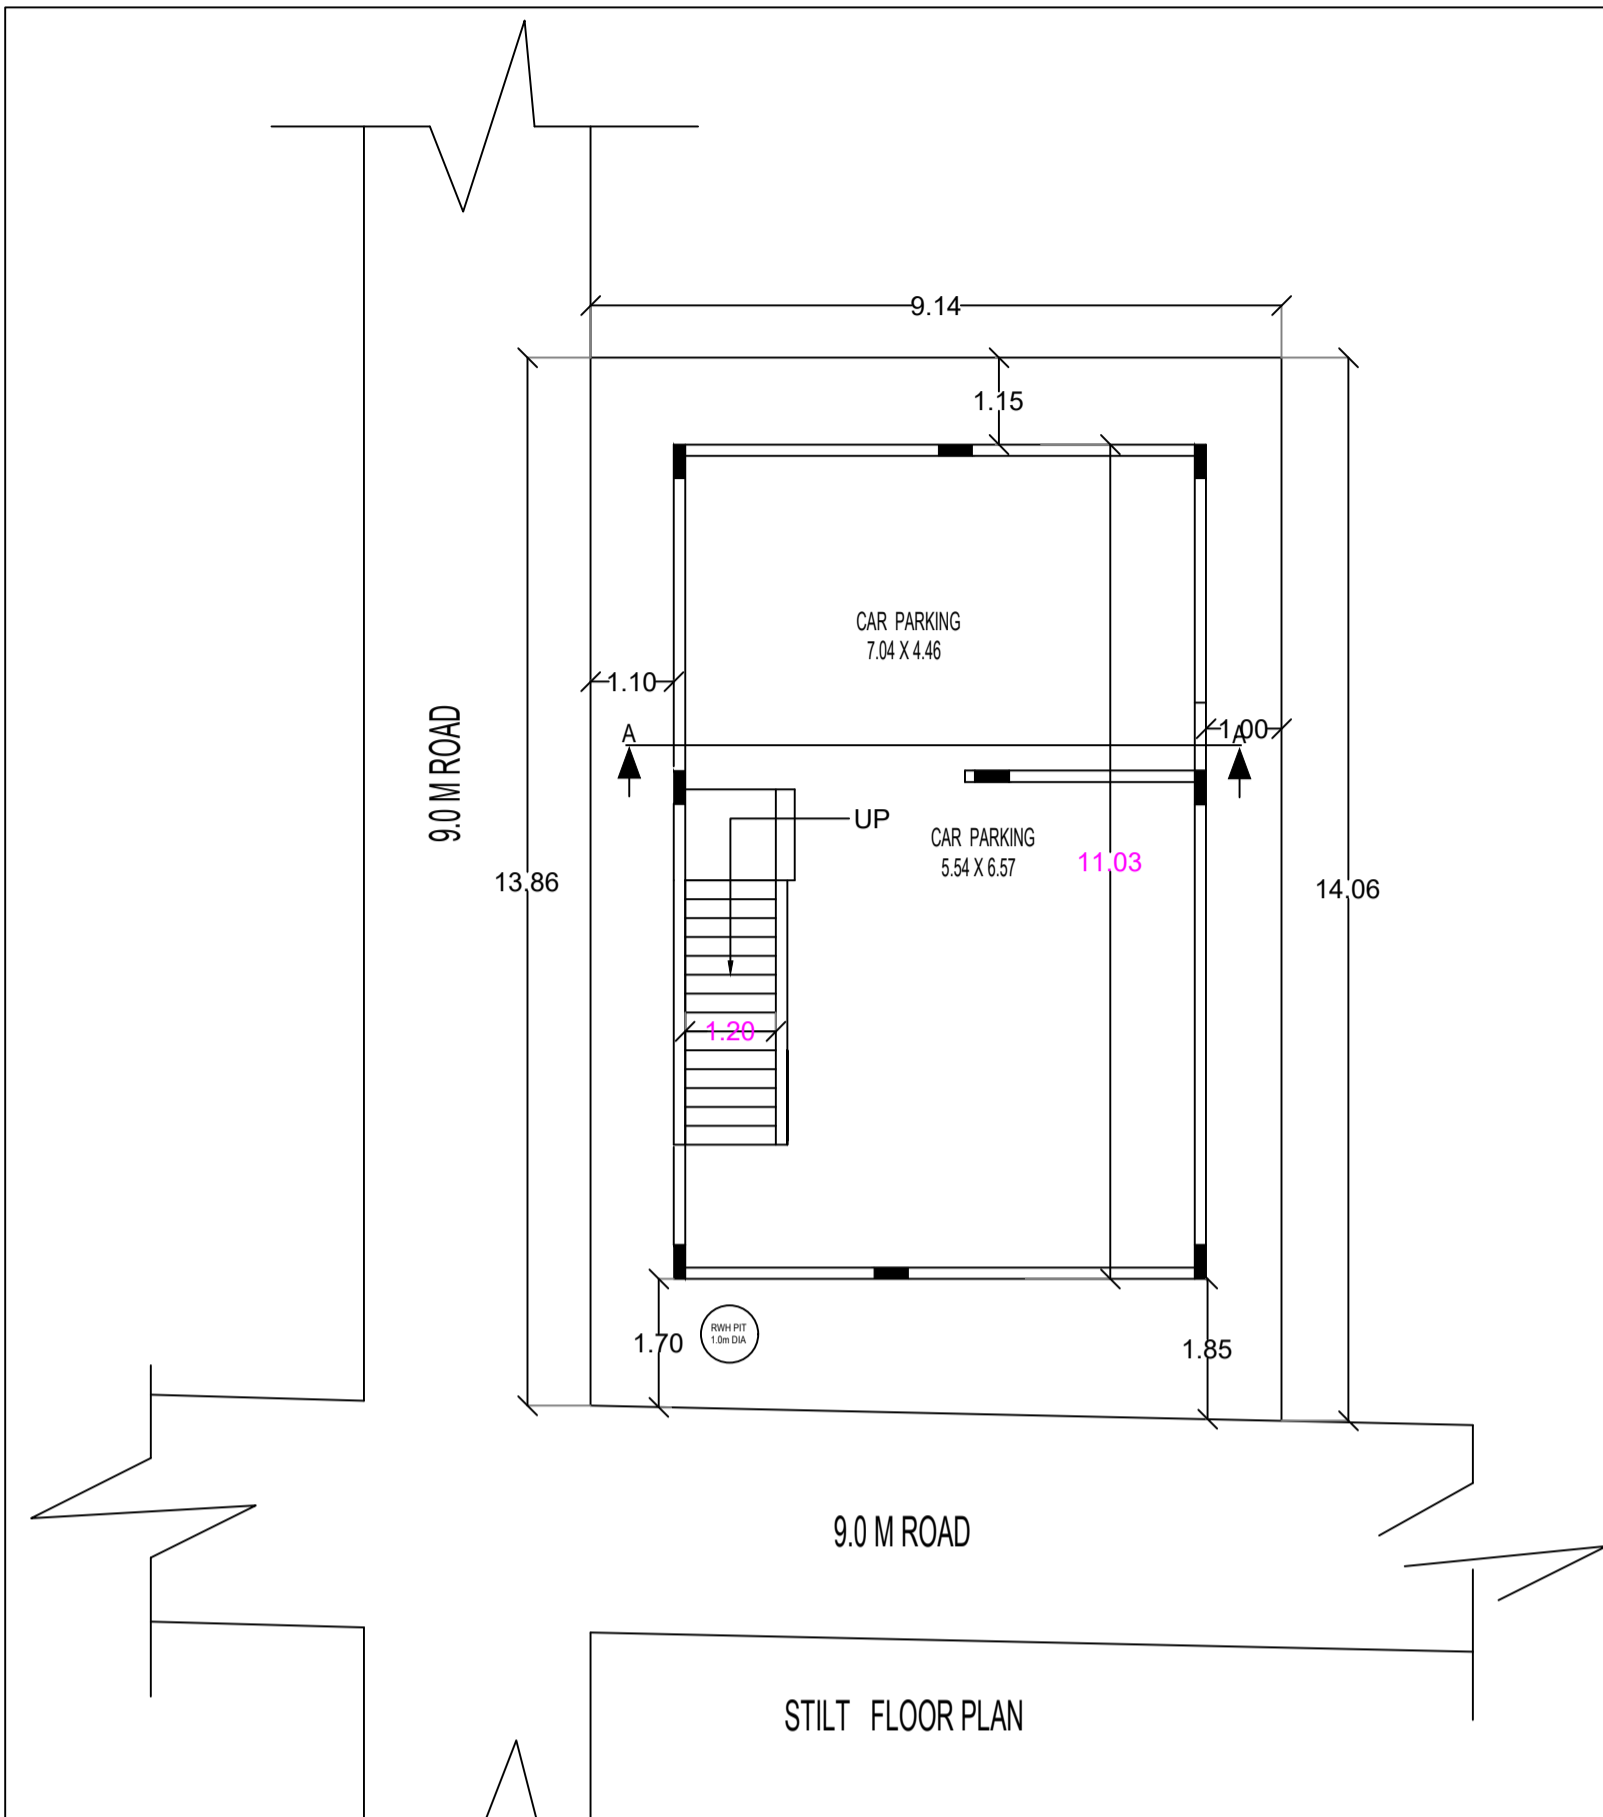 9.14
1.15
CAR PARKING
7.04 X 4.46
1.10
1.00
A
A
9.0 M ROAD
UP
CAR PARKING
5.54 X 6.57
11.03
13.86
14.06
1.20
RWH PIT
1.0m DIA
1.70
1.85
9.0 M ROAD
STILT FLOOR PLAN